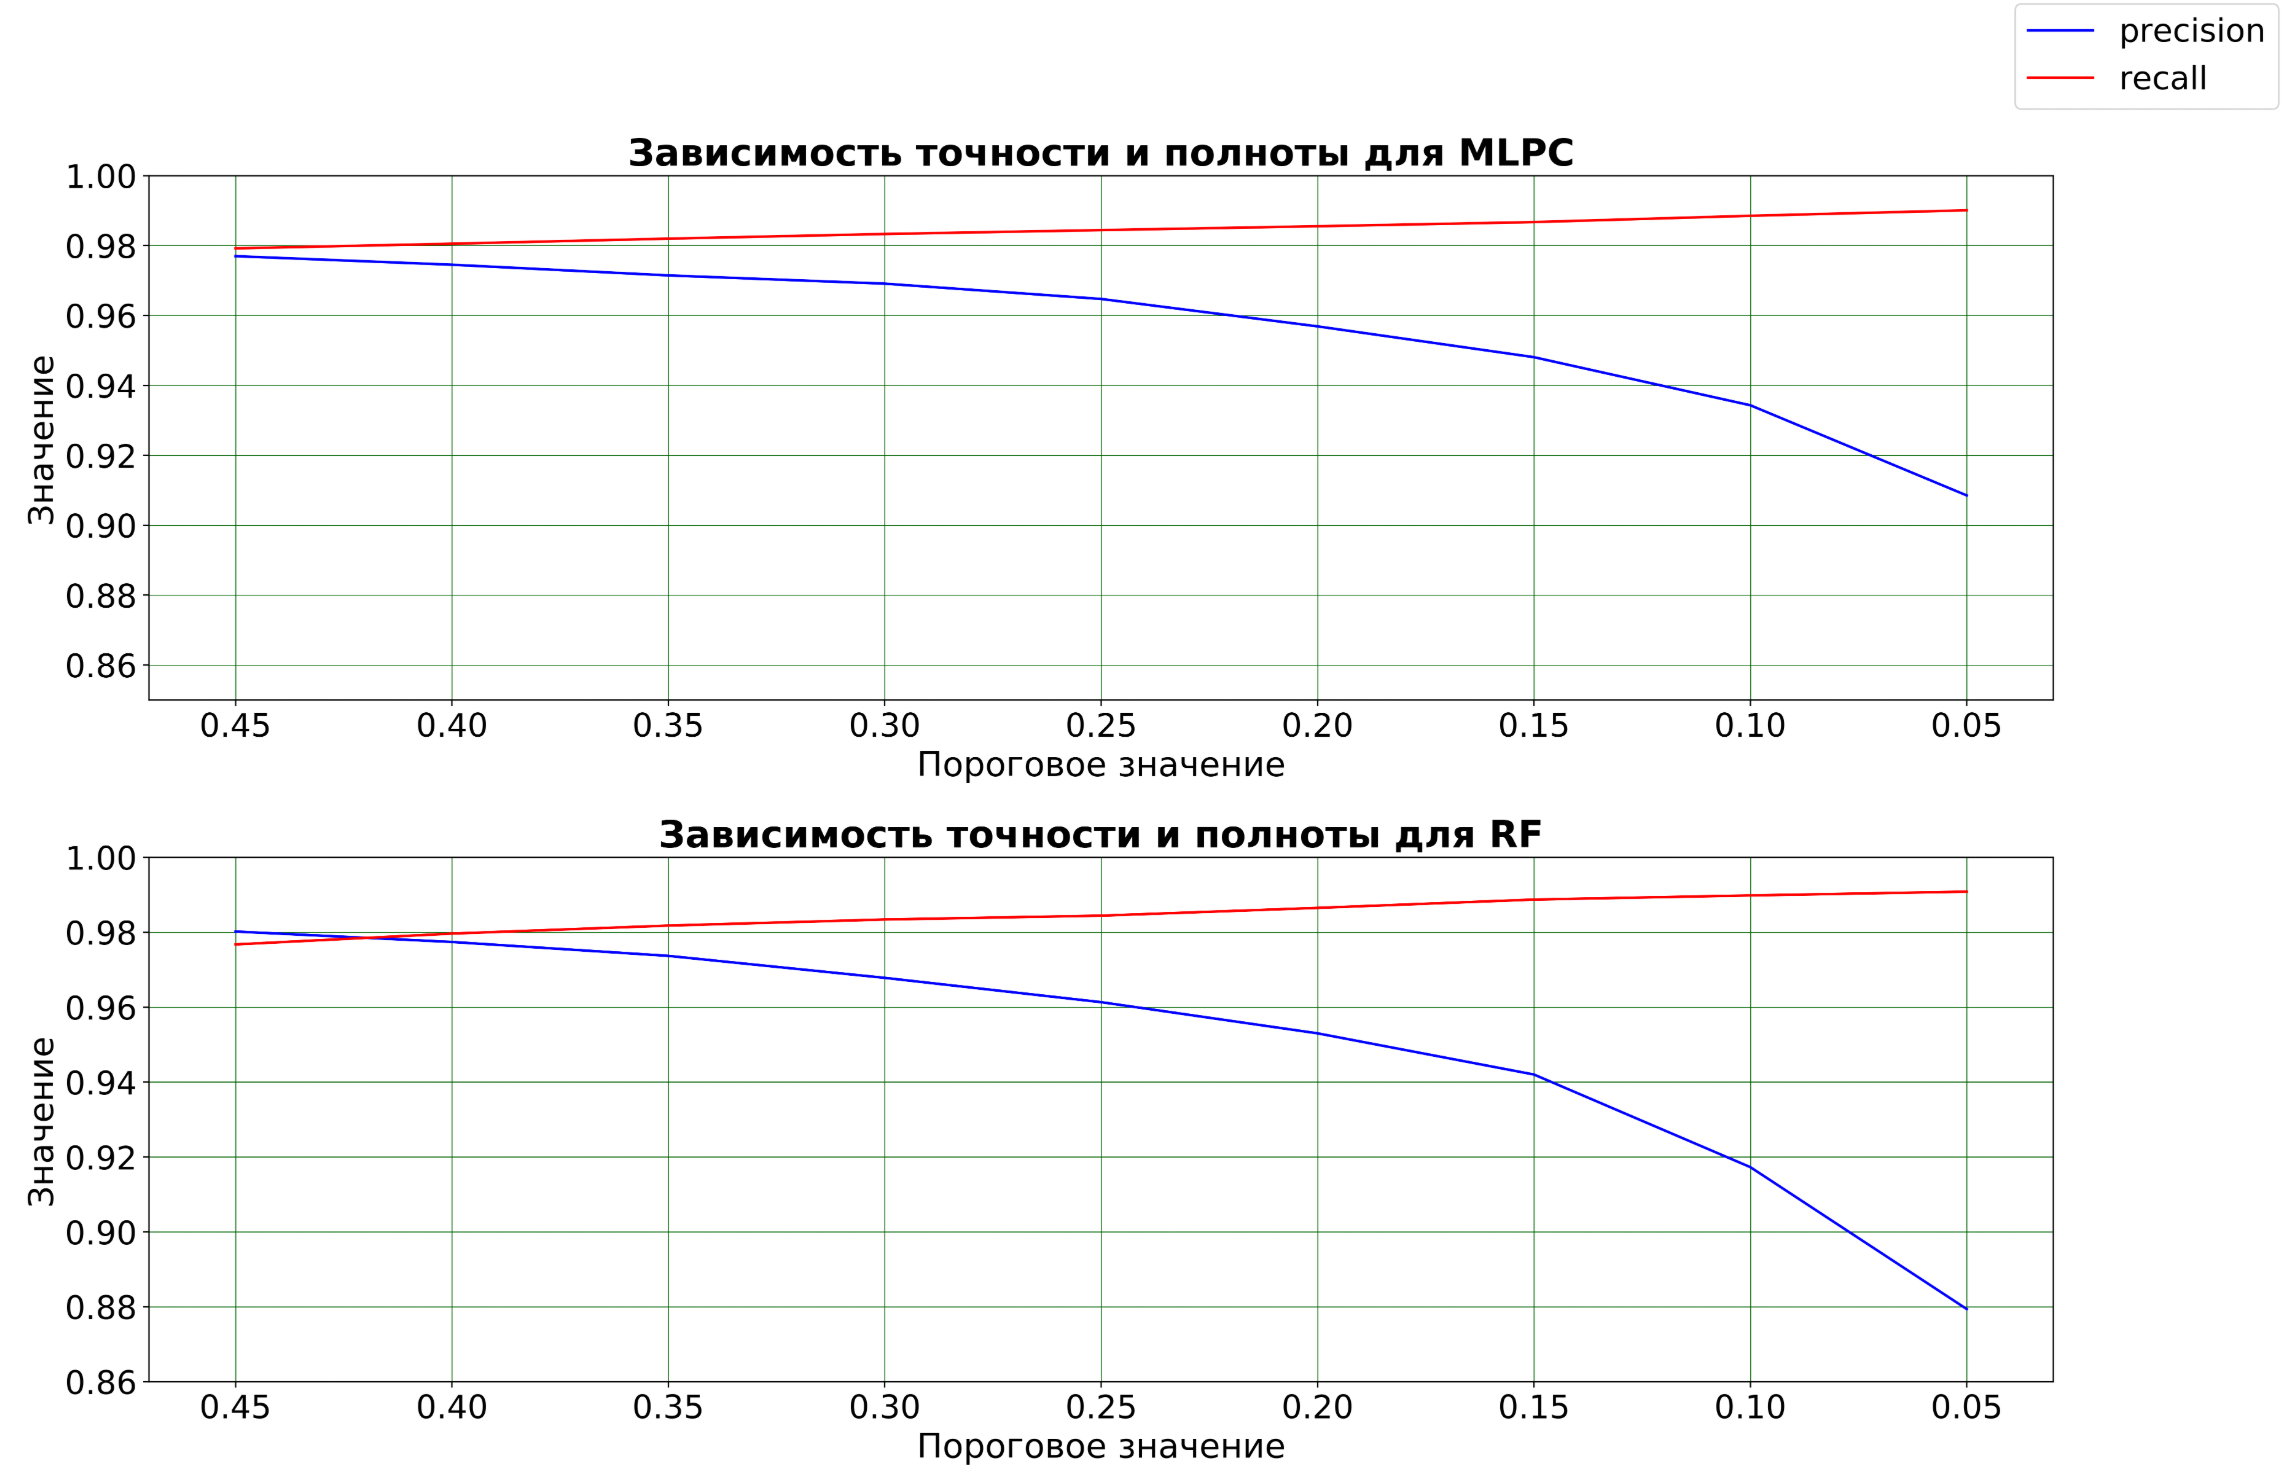 precision
recall
Зависимость точности и полноты для MLPC
1.00
0.98
0.96
0.94
0.92
0.90
0.88
0.86
Значение
0.45 0.40 0.35 0.30 0.25 0.20 0.15 0.10 0.05
Пороговое значение
Зависимость точности и полноты для RF
1.00
0.98
0.96
0.94
0.92
0.90
0.88
0.86
Значение
0.45 0.40 0.35 0.30 0.25 0.20 0.15 0.10 0.05
Пороговое значение